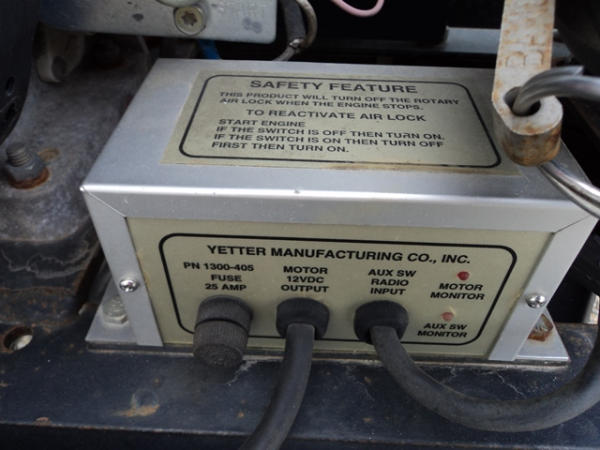 SAFETY FEATURE
THIS PRODUCT WILL TURN OFF THE ROTARY
AIR LOCK WHEN THE ENGINE STOPS.
TO REACTIVATE AIR LOCK
START ENGINE
IF THE SWITCH IS OFF THEN TURN ON.
IF THE SWITCH IS ON THEN TURN OFF
FIRST THEN TURN ON.
YETTER MANUFACTURING CO., INC.
PN 1300-405
FUSE
25 AMP
MOTOR
12VDC
OUTPUT
AUX SW
RADIO
INPUT
MOTOR
MONITOR
AUX SW
MONITOR